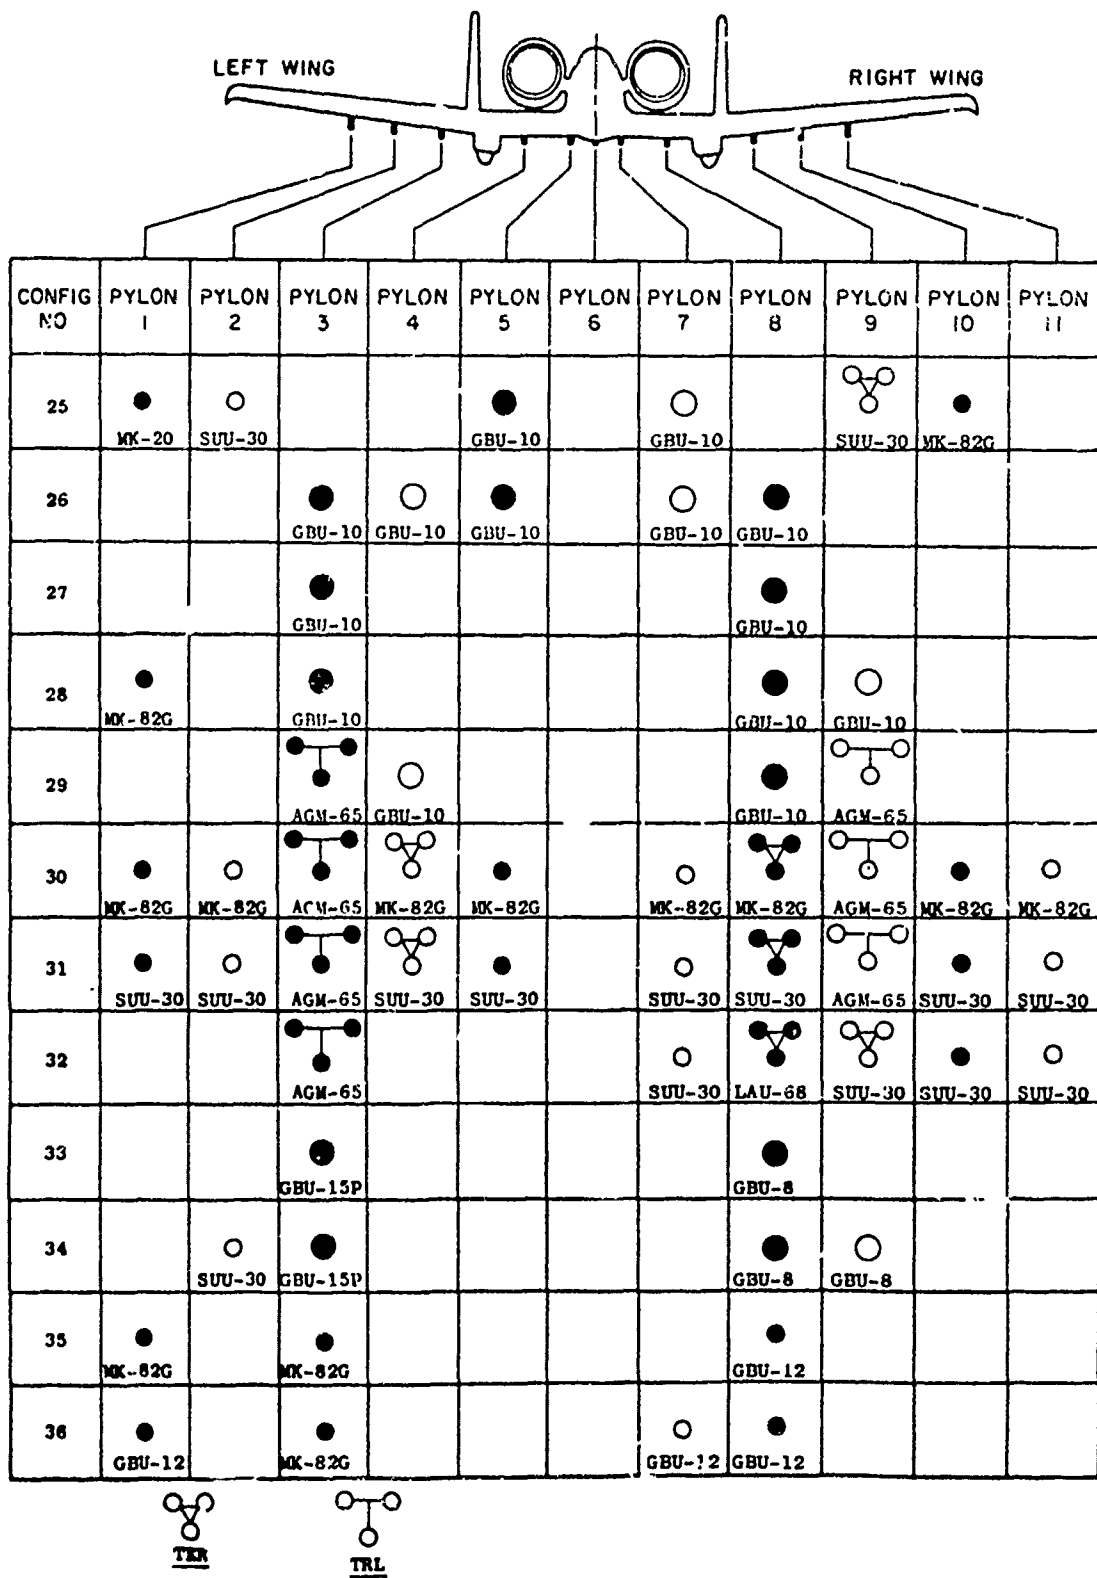 LEFT WING
RIGHT WING
CONFIG NO PYLON 1 PYLON 2 PYLON 3 PYLON 4 PYLON 5 PYLON 6 PYLON 7 PYLON 8 PYLON 9 PYLON 10 PYLON 11
25 MK-20 SUU-30 GBU-10 GBU-10 SUU-30 MK-82G
26 GBU-10 GBU-10 GBU-10 GBU-10 GBU-10
27 GBU-10 GBU-10
28 MK-82G GBU-10 GBU-10 GBU-10
29 AGM-65 GBU-10 GBU-10 AGM-65
30 MK-82G MK-82G AGM-65 MK-82G MK-82G MK-82G MK-82G AGM-65 MK-82G MK-82G
31 SUU-30 SUU-30 AGM-65 SUU-30 SUU-30 SUU-30 SUU-30 AGM-65 SUU-30 SUU-30
32 AGM-65 SUU-30 LAU-68 SUU-30 SUU-30 SUU-30
33 GBU-15P GBU-8
34 SUU-30 GBU-15P GBU-8 GBU-8
35 MK-82G MK-82G GBU-12
36 GBU-12 MK-82G GBU-12 GBU-12
TER TRL